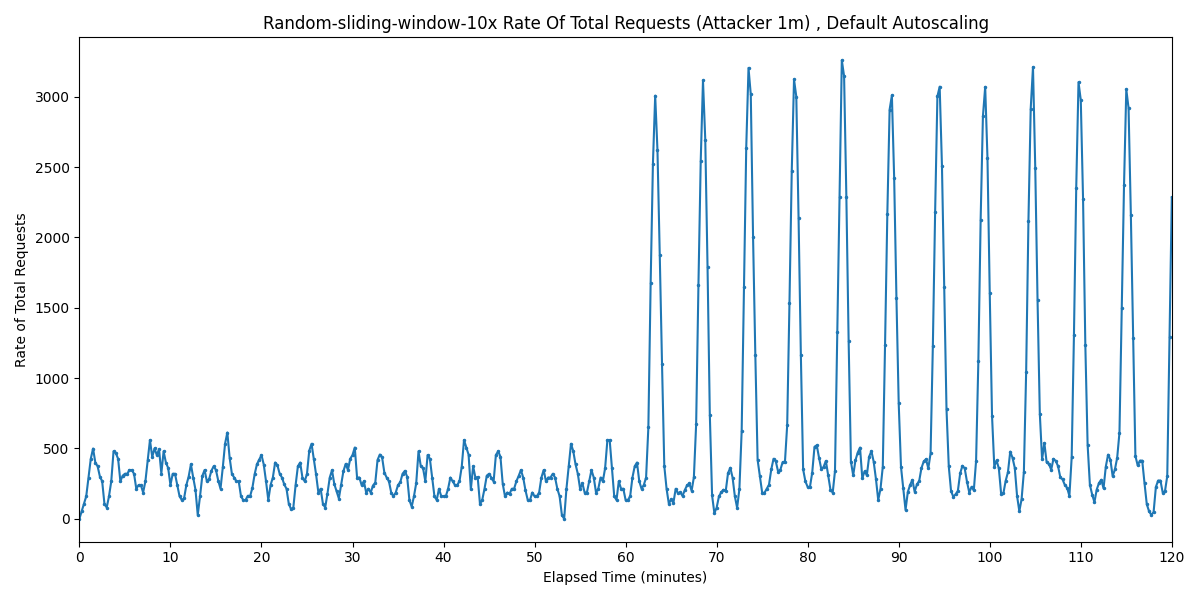 Random-sliding-window-10x Rate Of Total Requests (Attacker 1m) , Default Autoscaling
Rate of Total Requests
3000
2500
2000
1500
1000
500
0
0 10 20 30 40 50 60 70 80 90 100 110 120
Elapsed Time (minutes)